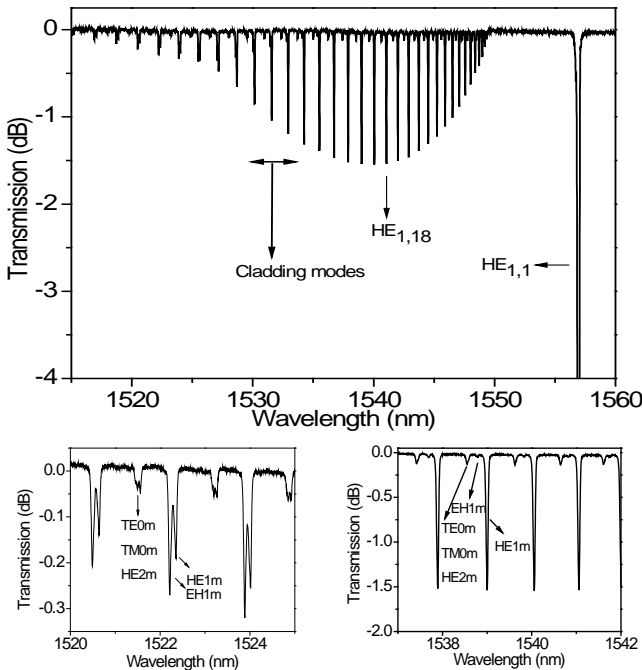 0
-1
-2
-3
-4
Transmission (dB)
HE1,18
HE1,1
Cladding modes
1520 1530 1540 1550 1560
Wavelength (nm)
0.0
-0.1
-0.2
-0.3
Transmission (dB)
TE0m
TM0m
HE2m
HE1m
EH1m
1520 1522 1524
Wavelength (nm)
0.0
-0.5
-1.0
-1.5
-2.0
Transmission (dB)
EH1m
TE0m
HE1m
TM0m
HE2m
1538 1540 1542
Wavelength (nm)